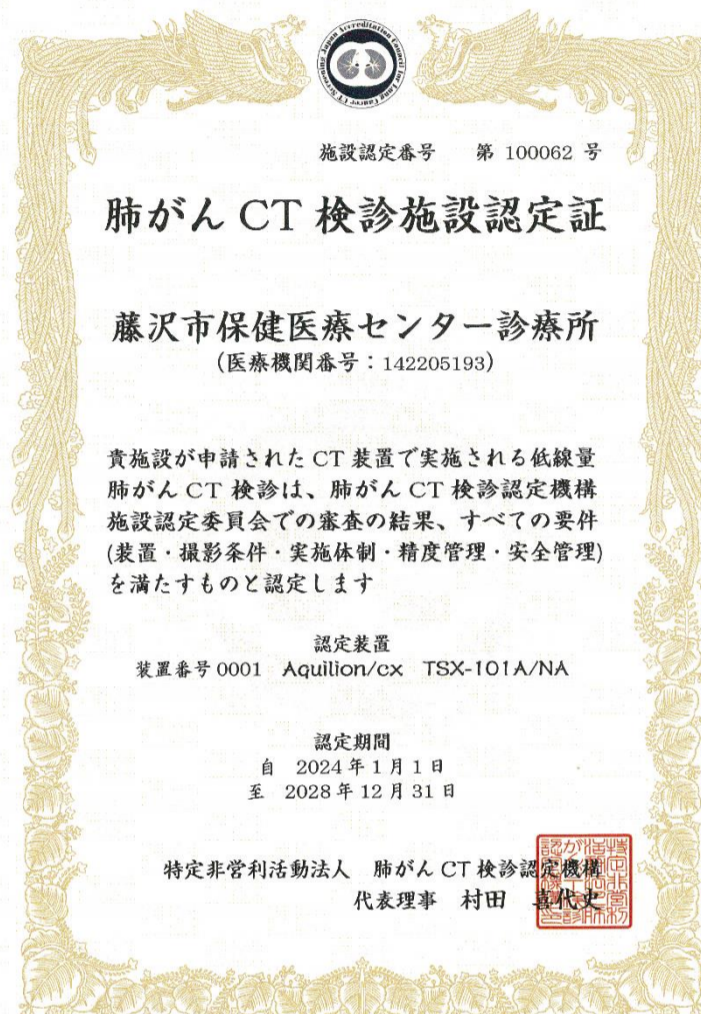 Japan Accreditation Council for Lung Cancer CT Screening
施設認定番号 第 100062 号
肺がん CT 検診施設認定証
藤沢市保健医療センター診療所
(医療機関番号：142205193)
貴施設が申請された CT 装置で実施される低線量
肺がん CT 検診は、肺がん CT 検診認定機構
施設認定委員会での審査の結果、すべての要件
(装置・撮影条件・実施体制・精度管理・安全管理)
を満たすものと認定します
認定装置
装置番号 0001 Aquilion/cx TSX-101A/NA
認定期間
自 2024 年 1 月 1 日
至 2028 年 12 月 31 日
特定非営利活動法人 肺がん CT 検診認定機構
代表理事 村田 喜代史